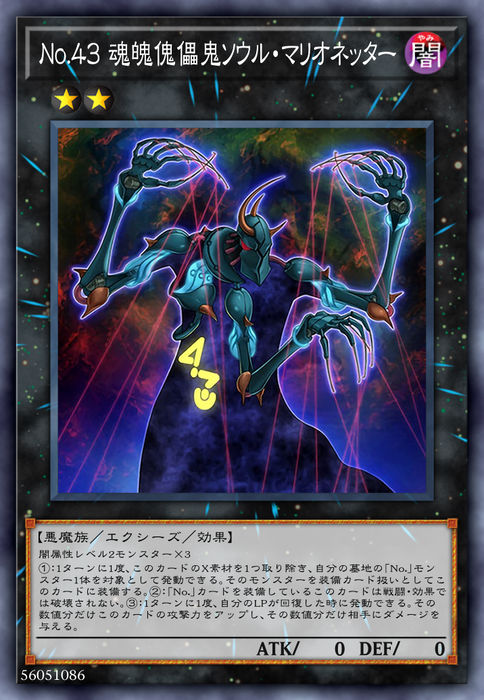 No.43 魂魄傀儡鬼ソウル・マリオネッター
やみ
闇
43
【悪魔族/エクシーズ/効果】
闇属性レベル2モンスター×3
①:1ターンに1度、このカードのX素材を1つ取り除き、自分の墓地の「No.」モン
スター1体を対象として発動できる。そのモンスターを装備カード扱いとしてこ
のカードに装備する。②:「No.」カードを装備しているこのカードは戦闘・効果で
は破壊されない。③:1ターンに1度、自分のLPが回復した時に発動できる。その
数値分だけこのカードの攻撃力をアップし、その数値分だけ相手にダメージを
与える。
ATK/ 0 DEF/ 0
56051086